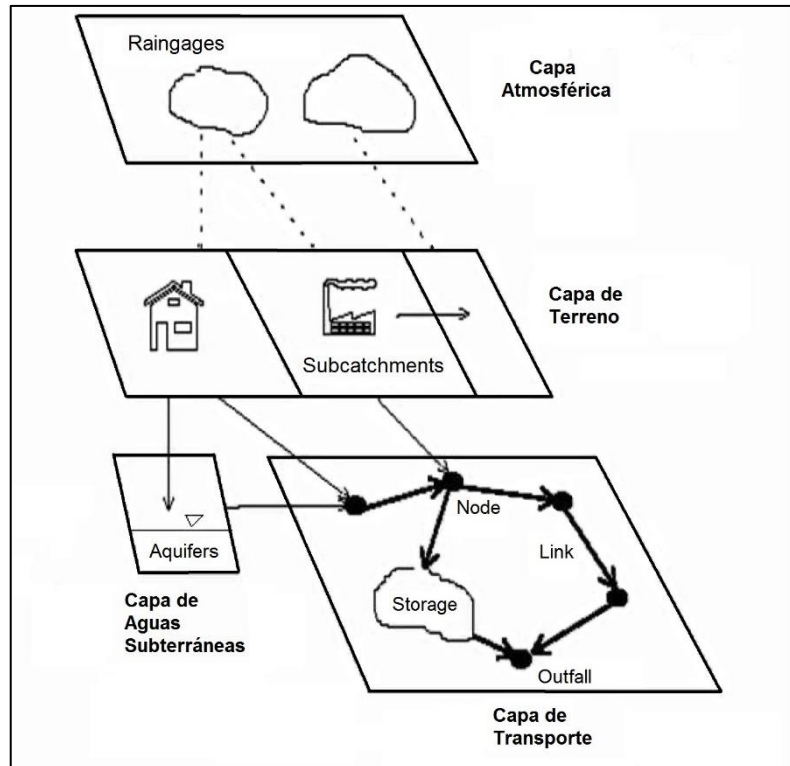 Raingages
Capa
Atmosférica
Capa de
Terreno
Subcatchments
Node
Link
Aquifers
Storage
Capa de
Aguas
Subterráneas
Outfall
Capa de
Transporte